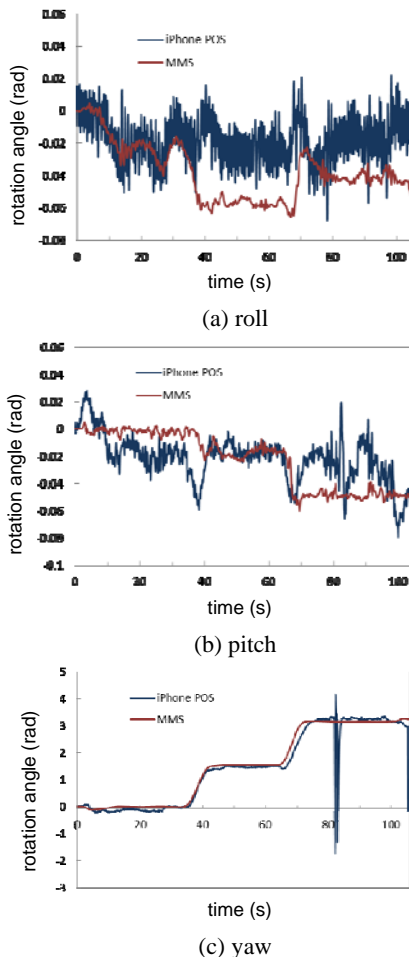 0.06
0.04
0.02
0
-0.02
-0.04
-0.06
-0.08
rotation angle (rad)
iPhone POS
MMS
0 20 40 60 80 100
time (s)
(a) roll
0.06
0.04
0.02
0
-0.02
-0.04
-0.06
-0.08
-0.1
rotation angle (rad)
iPhone POS
MMS
0 20 40 60 80 100
time (s)
(b) pitch
5
4
3
2
1
0
-1
-2
-3
rotation angle (rad)
iPhone POS
MMS
0 20 40 60 80 100
time (s)
(c) yaw